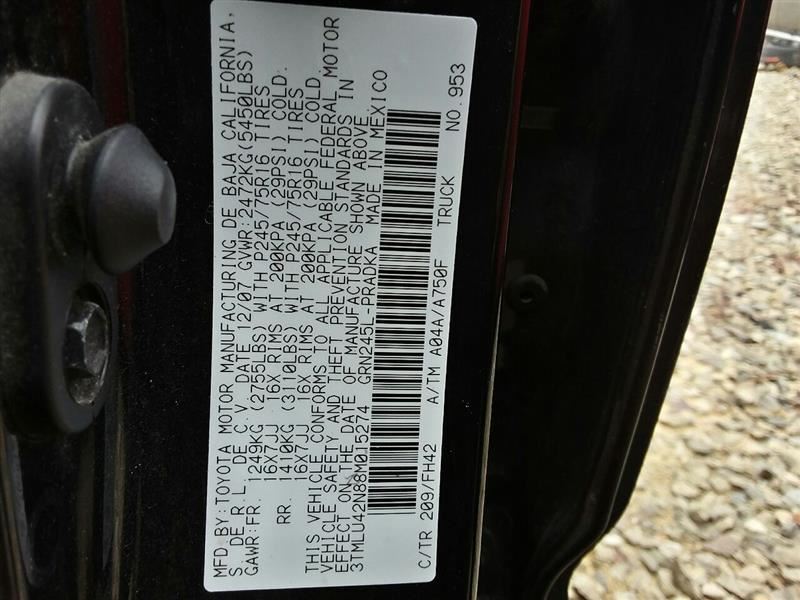 MFD.BY:TOYOTA MOTOR MANUFACTURING DE BAJA CALIFORNIA,
S. DE R.L. DE C.V. DATE 12/07 GVWR:2472KG(5450LBS)
GAWR:FR. 1249KG (2755LBS) WITH P245/75R16 TIRES
16X7JJ 16X RIMS AT 200KPA (29PSI) COLD.
RR. 1410KG (3110LBS) WITH P245/75R16 TIRES
16X7JJ 16X RIMS AT 200KPA (29PSI) COLD.
THIS VEHICLE CONFORMS TO ALL APPLICABLE FEDERAL MOTOR
VEHICLE SAFETY AND THEFT PREVENTION STANDARDS IN
EFFECT ON THE DATE OF MANUFACTURE SHOWN ABOVE
3TMLU42N88M015274 GRN245L-PRADKA MADE IN MEXICO
C/TR 209/FH42 A/TM A04A/A750F TRUCK NO.953